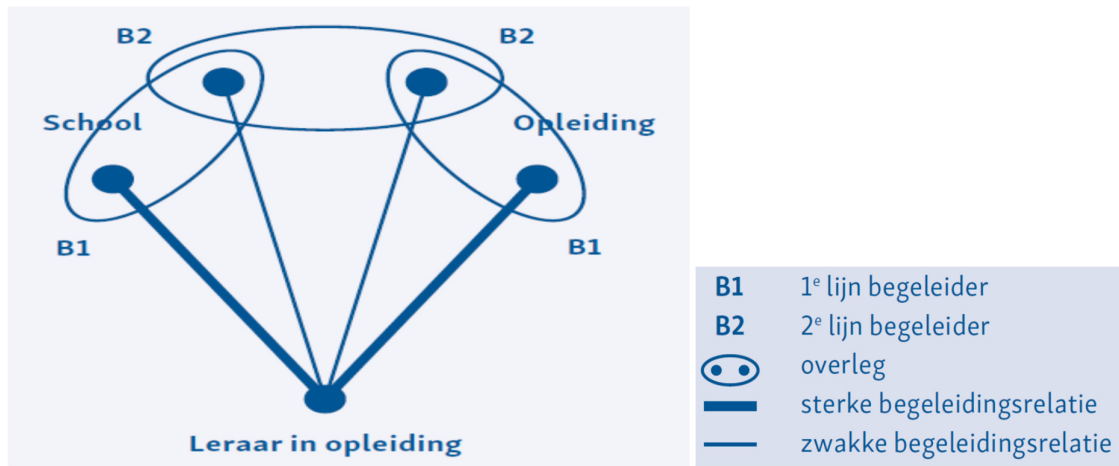 B2
B2
School
Opleiding
B1
B1
Leraar in opleiding
B1 1e lijn begeleider
B2 2e lijn begeleider
overleg
sterke begeleidingsrelatie
zwakke begeleidingsrelatie